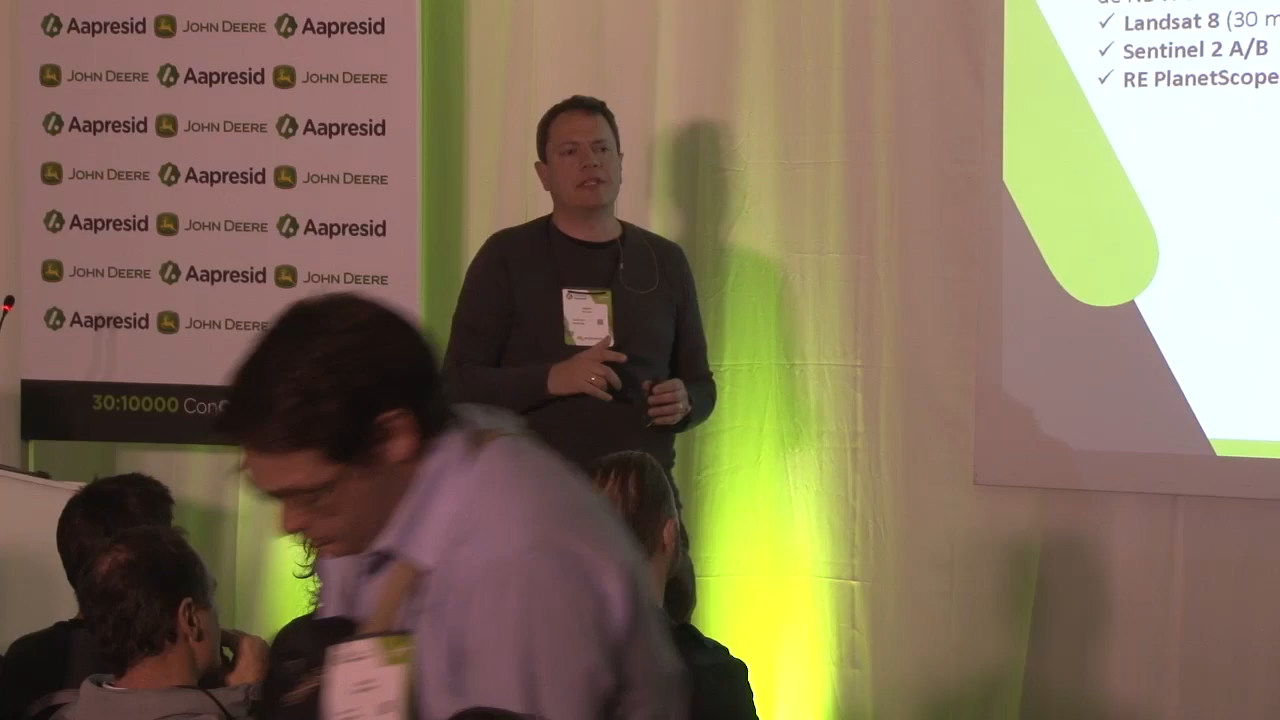 Aapresid JOHN DEERE Aapresid
JOHN DEERE Aapresid JOHN DEERE
Aapresid JOHN DEERE Aapresid
JOHN DEERE Aapresid JOHN DEERE
Aapresid JOHN DEERE Aapresid
JOHN DEERE Aapresid JOHN DEERE
Aapresid JOHN DEERE
30:10000
✓ Landsat 8 (30 m
✓ Sentinel 2 A/B
✓ RE PlanetScope